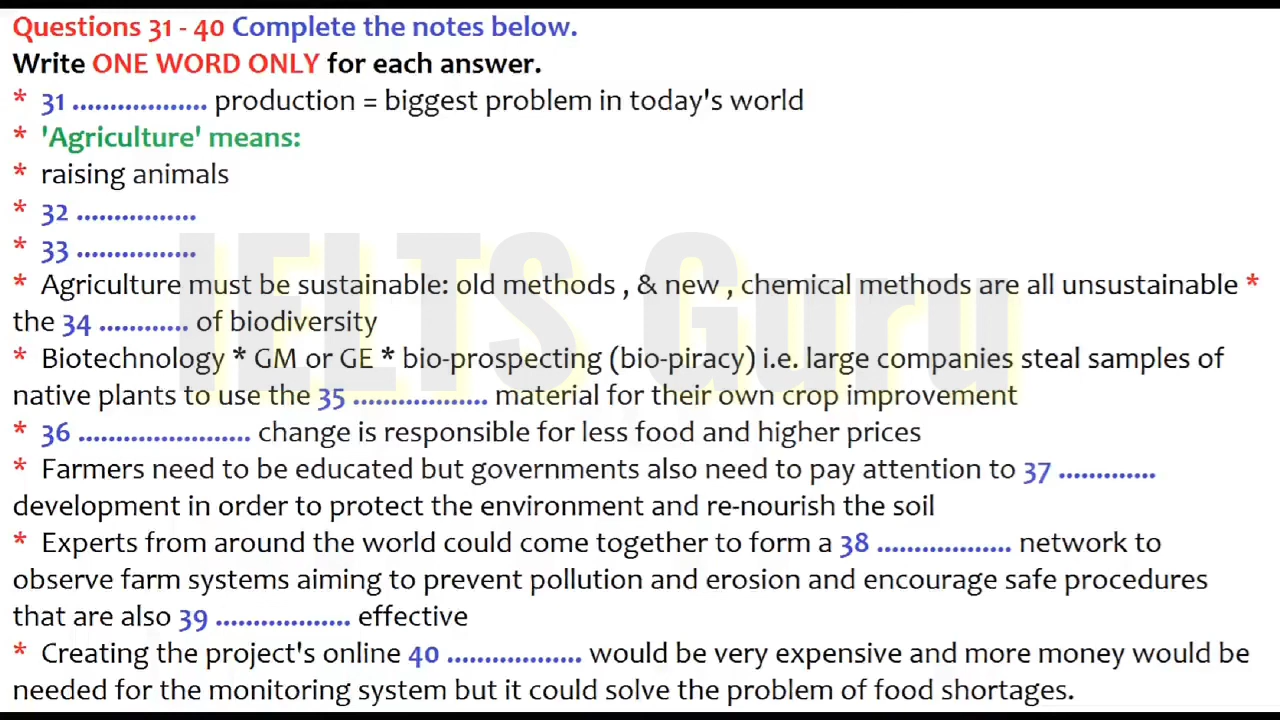 Questions 31 - 40 Complete the notes below.
Write ONE WORD ONLY for each answer.
* 31 .................. production = biggest problem in today's world
* 'Agriculture' means:
* raising animals
* 32 ................
* 33 ................
* Agriculture must be sustainable: old methods , & new , chemical methods are all unsustainable *
the 34 ............ of biodiversity
* Biotechnology * GM or GE * bio-prospecting (bio-piracy) i.e. large companies steal samples of
native plants to use the 35 .................. material for their own crop improvement
* 36 ....................... change is responsible for less food and higher prices
* Farmers need to be educated but governments also need to pay attention to 37 .............
development in order to protect the environment and re-nourish the soil
* Experts from around the world could come together to form a 38 .................. network to
observe farm systems aiming to prevent pollution and erosion and encourage safe procedures
that are also 39 .................. effective
* Creating the project's online 40 .................. would be very expensive and more money would be
needed for the monitoring system but it could solve the problem of food shortages.
IELTS Guru